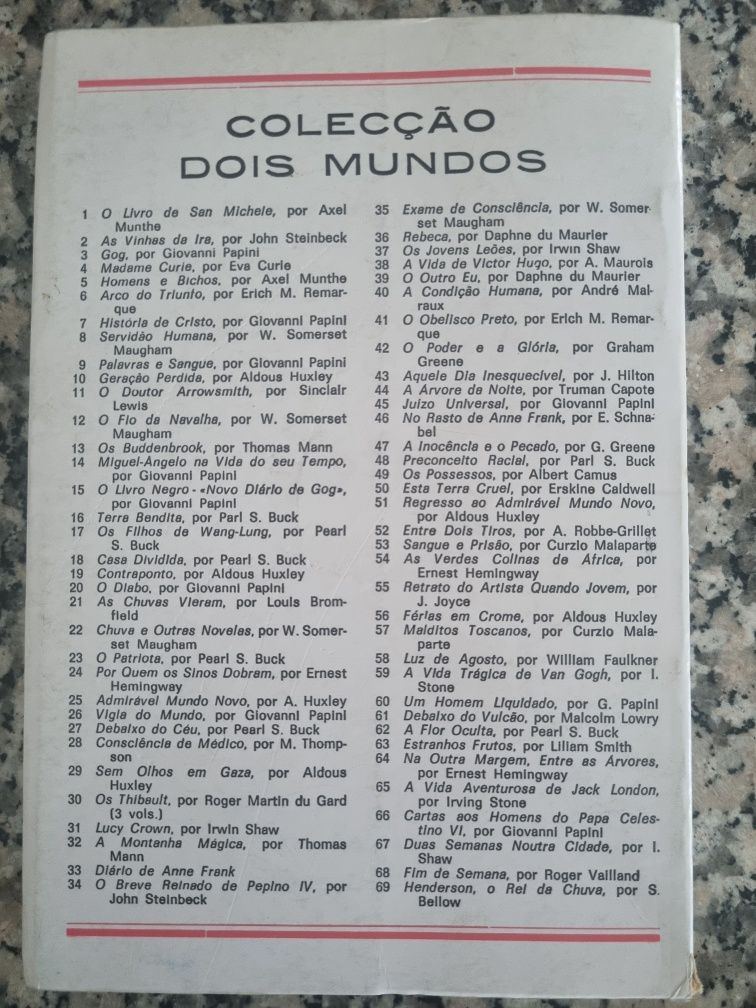 COLECÇÃO
DOIS MUNDOS
1 O Livro de San Michele, por Axel
Munthe
2 As Vinhas da Ira, por John Steinbeck
3 Gog, por Giovanni Papini
4 Madame Curie, por Eva Curie
5 Homens e Bichos, por Axel Munthe
6 Arco do Triunfo, por Erich M. Remar-
que
7 História de Cristo, por Giovanni Papini
8 Servidão Humana, por W. Somerset
Maugham
9 Palavras e Sangue, por Giovanni Papini
10 Geração Perdida, por Aldous Huxley
11 O Doutor Arrowsmith, por Sinclair
Lewis
12 O Fio da Navalha, por W. Somerset
Maugham
13 Os Buddenbrook, por Thomas Mann
14 Miguel-Ângelo na Vida do seu Tempo,
por Giovanni Papini
15 O Livro Negro - «Novo Diário de Gog»,
por Giovanni Papini
16 Terra Bendita, por Parl S. Buck
17 Os Filhos de Wang-Lung, por Pearl
S. Buck
18 Casa Dividida, por Pearl S. Buck
19 Contraponto, por Aldous Huxley
20 O Diabo, por Giovanni Papini
21 As Chuvas Vieram, por Louis Brom-
field
22 Chuva e Outras Novelas, por W. Somer-
set Maugham
23 O Patriota, por Pearl S. Buck
24 Por Quem os Sinos Dobram, por Ernest
Hemingway
25 Admirável Mundo Novo, por A. Huxley
26 Vigia do Mundo, por Giovanni Papini
27 Debaixo do Céu, por Pearl S. Buck
28 Consciência de Médico, por M. Thomp-
son
29 Sem Olhos em Gaza, por Aldous
Huxley
30 Os Thibault, por Roger Martin du Gard
(3 vols.)
31 Lucy Crown, por Irwin Shaw
32 A Montanha Mágica, por Thomas
Mann
33 Diário de Anne Frank
34 O Breve Reinado de Pepino IV, por
John Steinbeck
35 Exame de Consciência, por W. Somer-
set Maugham
36 Rebeca, por Daphne du Maurier
37 Os Jovens Leões, por Irwin Shaw
38 A Vida de Victor Hugo, por A. Maurois
39 O Outro Eu, por Daphne du Maurier
40 A Condição Humana, por André Mal-
raux
41 O Obelisco Preto, por Erich M. Remar-
que
42 O Poder e a Glória, por Graham
Greene
43 Aquele Dia Inesquecível, por J. Hilton
44 A Árvore da Noite, por Truman Capote
45 Juízo Universal, por Giovanni Papini
46 No Rasto de Anne Frank, por E. Schna-
bel
47 A Inocência e o Pecado, por G. Greene
48 Preconceito Racial, por Parl S. Buck
49 Os Possessos, por Albert Camus
50 Esta Terra Cruel, por Erskine Caldwell
51 Regresso ao Admirável Mundo Novo,
por Aldous Huxley
52 Entre Dois Tiros, por A. Robbe-Grillet
53 Sangue e Prisão, por Curzio Malaparte
54 As Verdes Colinas de África, por
Ernest Hemingway
55 Retrato do Artista Quando Jovem, por
J. Joyce
56 Férias em Crome, por Aldous Huxley
57 Malditos Toscanos, por Curzio Mala-
parte
58 Luz de Agosto, por William Faulkner
59 A Vida Trágica de Van Gogh, por I.
Stone
60 Um Homem Liquidado, por G. Papini
61 Debaixo do Vulcão, por Malcolm Lowry
62 A Flor Oculta, por Pearl S. Buck
63 Estranhos Frutos, por Liliam Smith
64 Na Outra Margem, Entre as Árvores,
por Ernest Hemingway
65 A Vida Aventurosa de Jack London,
por Irving Stone
66 Cartas aos Homens do Papa Celes-
tino VI, por Giovanni Papini
67 Duas Semanas Noutra Cidade, por I.
Shaw
68 Fim de Semana, por Roger Vailland
69 Henderson, o Rei da Chuva, por S.
Bellow